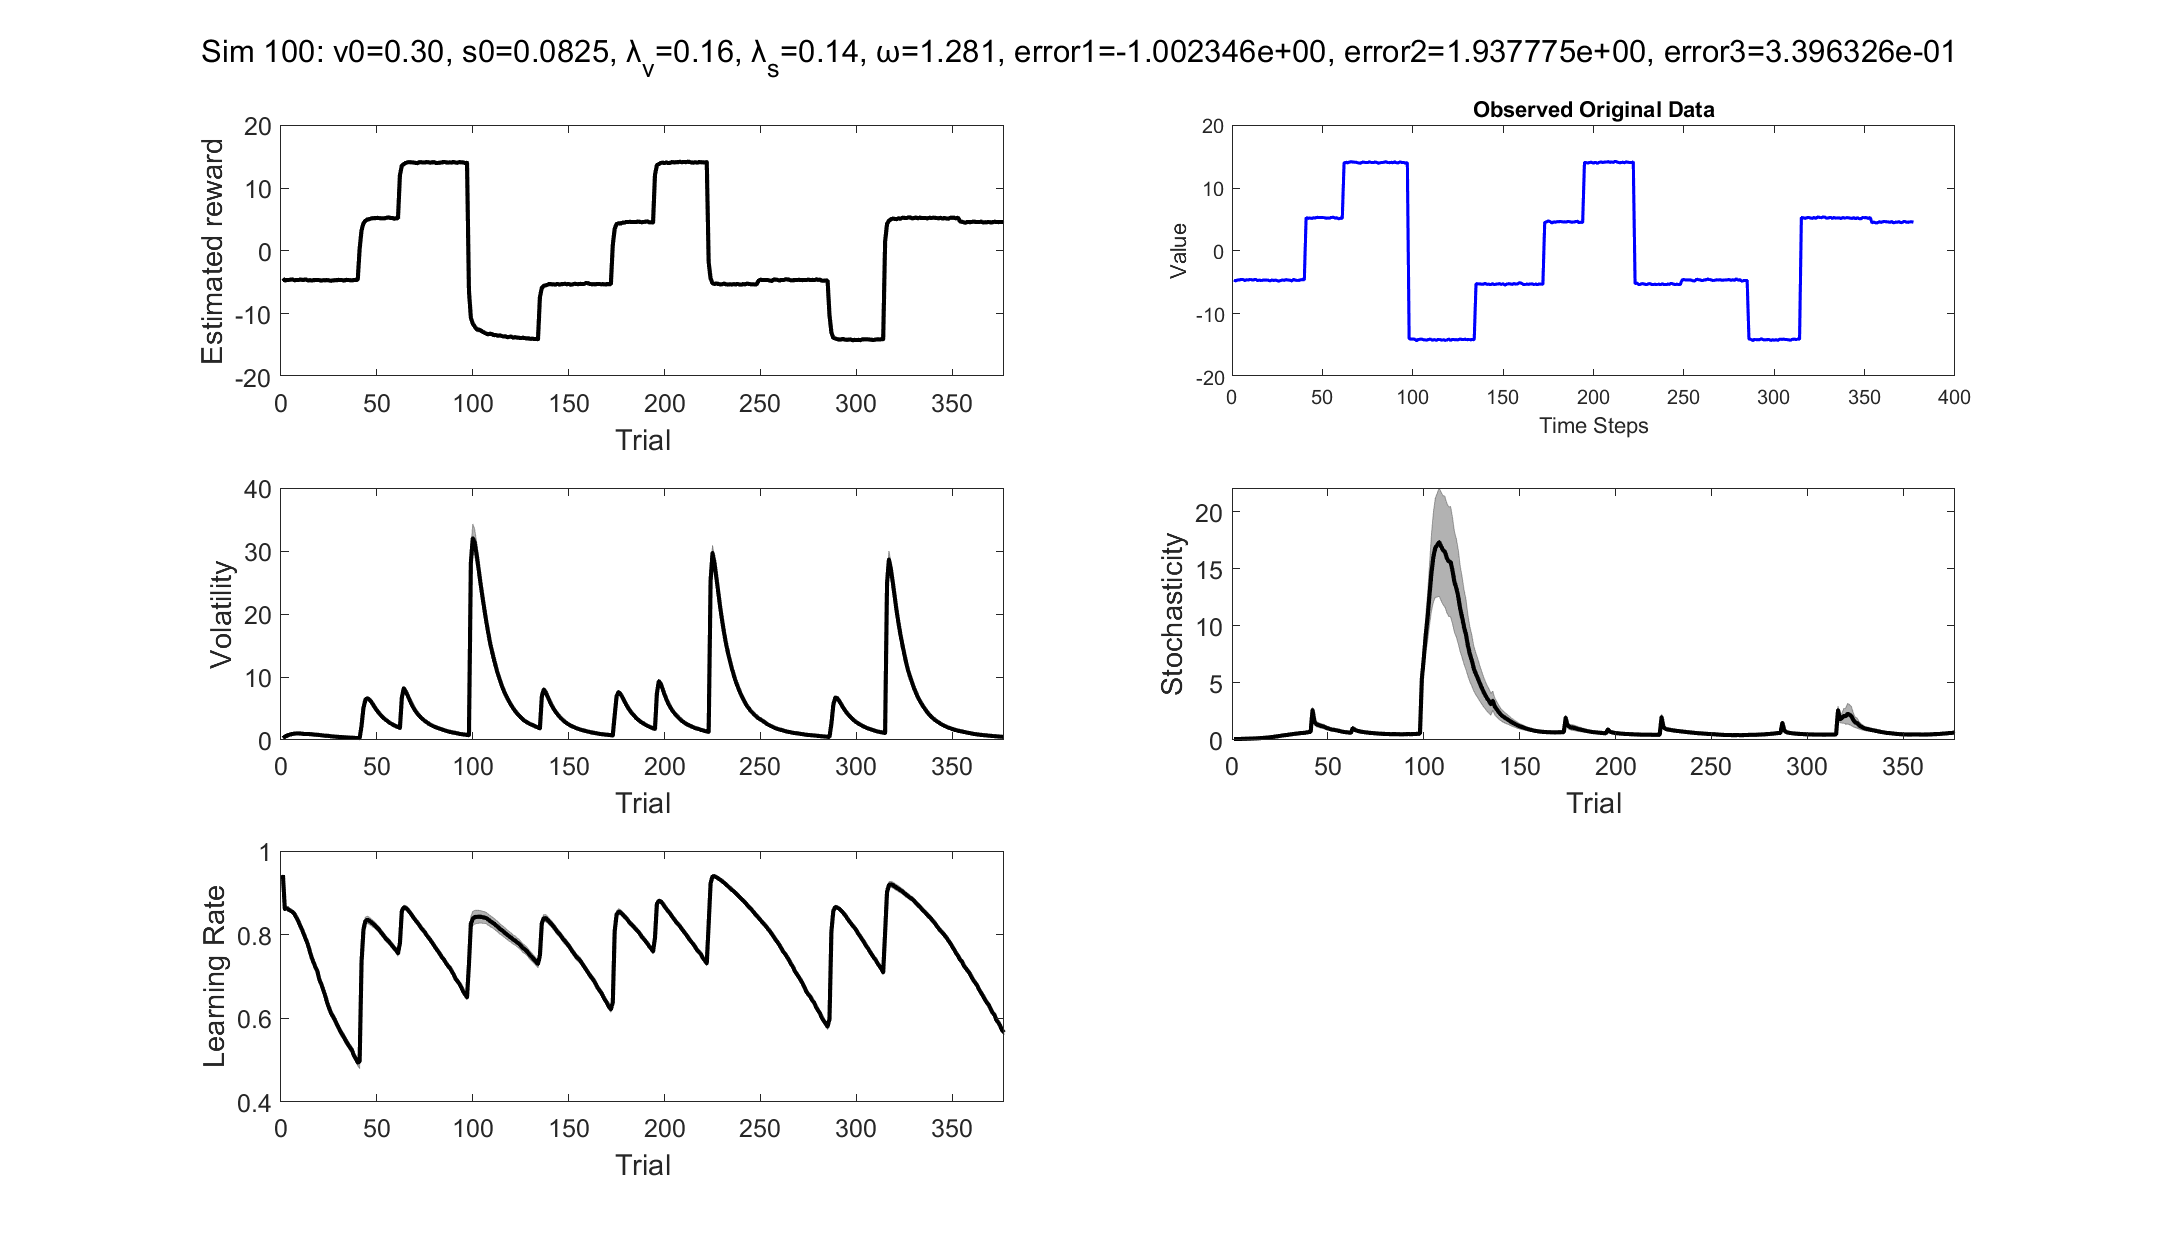 Sim 100: v0=0.30, s0=0.0825, λv=0.16, λs=0.14, ω=1.281, error1=-1.002346e+00, error2=1.937775e+00, error3=3.396326e-01
Estimated reward
20
10
0
-10
-20
0 50 100 150 200 250 300 350
Trial
Observed Original Data
Value
20
10
0
-10
-20
0 50 100 150 200 250 300 350 400
Time Steps
Volatility
40
30
20
10
0
0 50 100 150 200 250 300 350
Trial
Stochasticity
20
15
10
5
0
0 50 100 150 200 250 300 350
Trial
Learning Rate
1
0.8
0.6
0.4
0 50 100 150 200 250 300 350
Trial